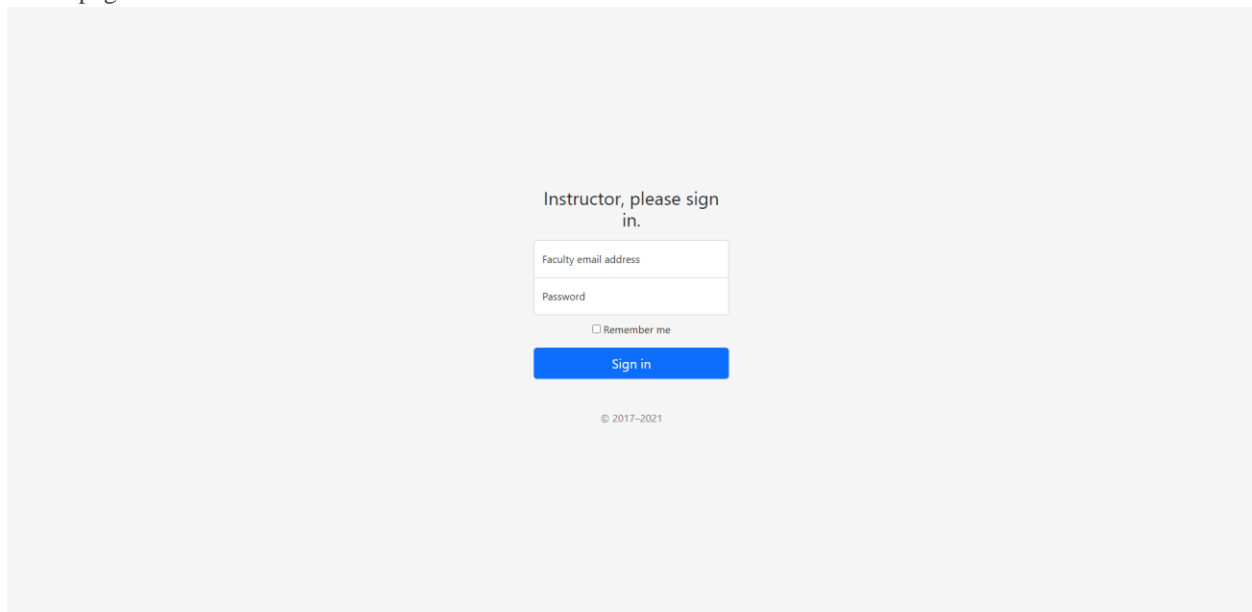 Instructor, please sign
in.
Faculty email address
Password
Remember me
Sign in
© 2017–2021